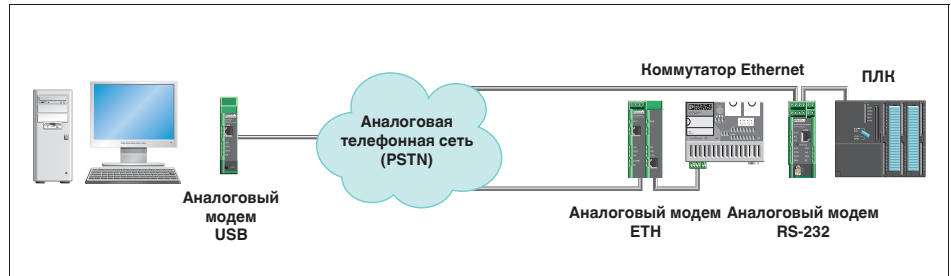 Коммутатор Ethernet
ПЛК
Аналоговая
телефонная сеть
(PSTN)
Аналоговый
модем
USB
Аналоговый модем
ETH
Аналоговый модем
RS-232